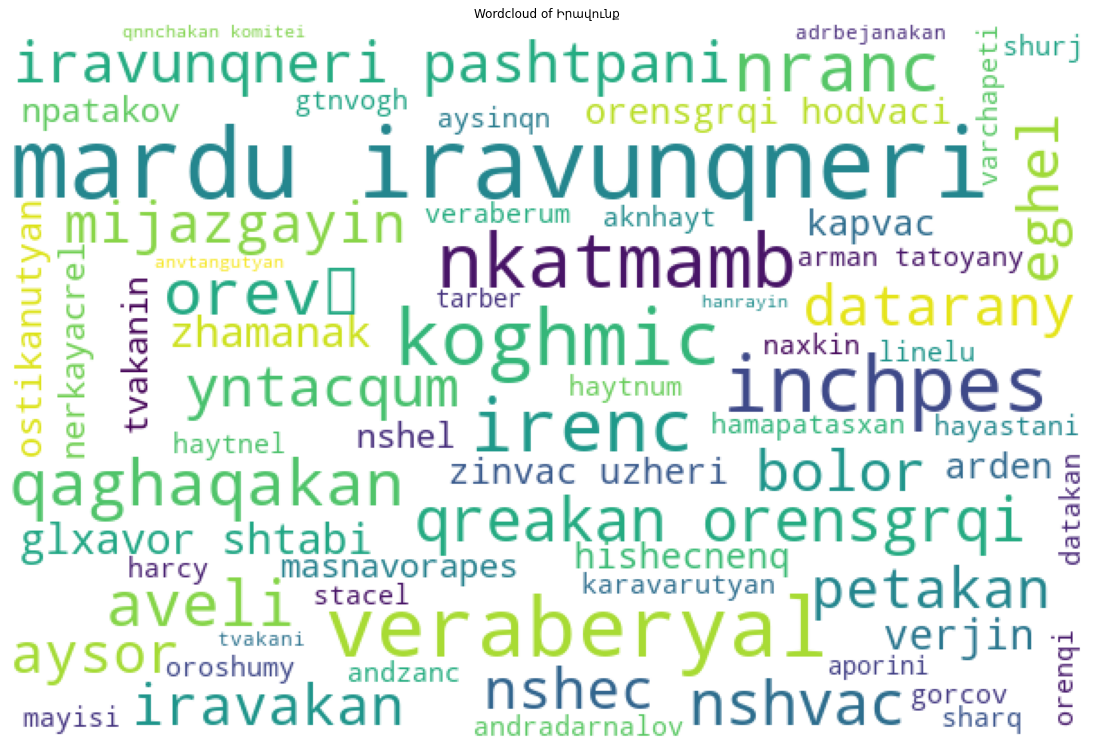 Wordcloud of Իրավունք
qnnchakan komitei
adrbejanakan
iravunqneri pashtpani
nranc
varchapeti
shurj
npatakov
gtnvogh
aysinqn
orensgrqi hodvaci
mardu iravunqneri
eghel
ostikanutyan
mijazgayin
veraberum
aknhayt
kapvac
nerkayacrel
anvtangutyan
nkatmamb
arman tatoyany
tvakanin
orev
tarber
hanrayin
datarany
zhamanak
koghmic
naxkin
linelu
yntacqum
haytnum
inchpes
haytnel
nshel
irenc
hamapatasxan
hayastani
qaghaqakan
zinvac uzheri
bolor
arden
datakan
glxavor shtabi
qreakan orensgrqi
harcy
masnavorapes
hishecnenq
aveli
stacel
karavarutyan
petakan
aysor
tvakani
veraberyal
verjin
orenqi
oroshumy
andzanc
aporini
mayisi
iravakan
nshec
nshvac
gorcov
andradarnalov
sharq